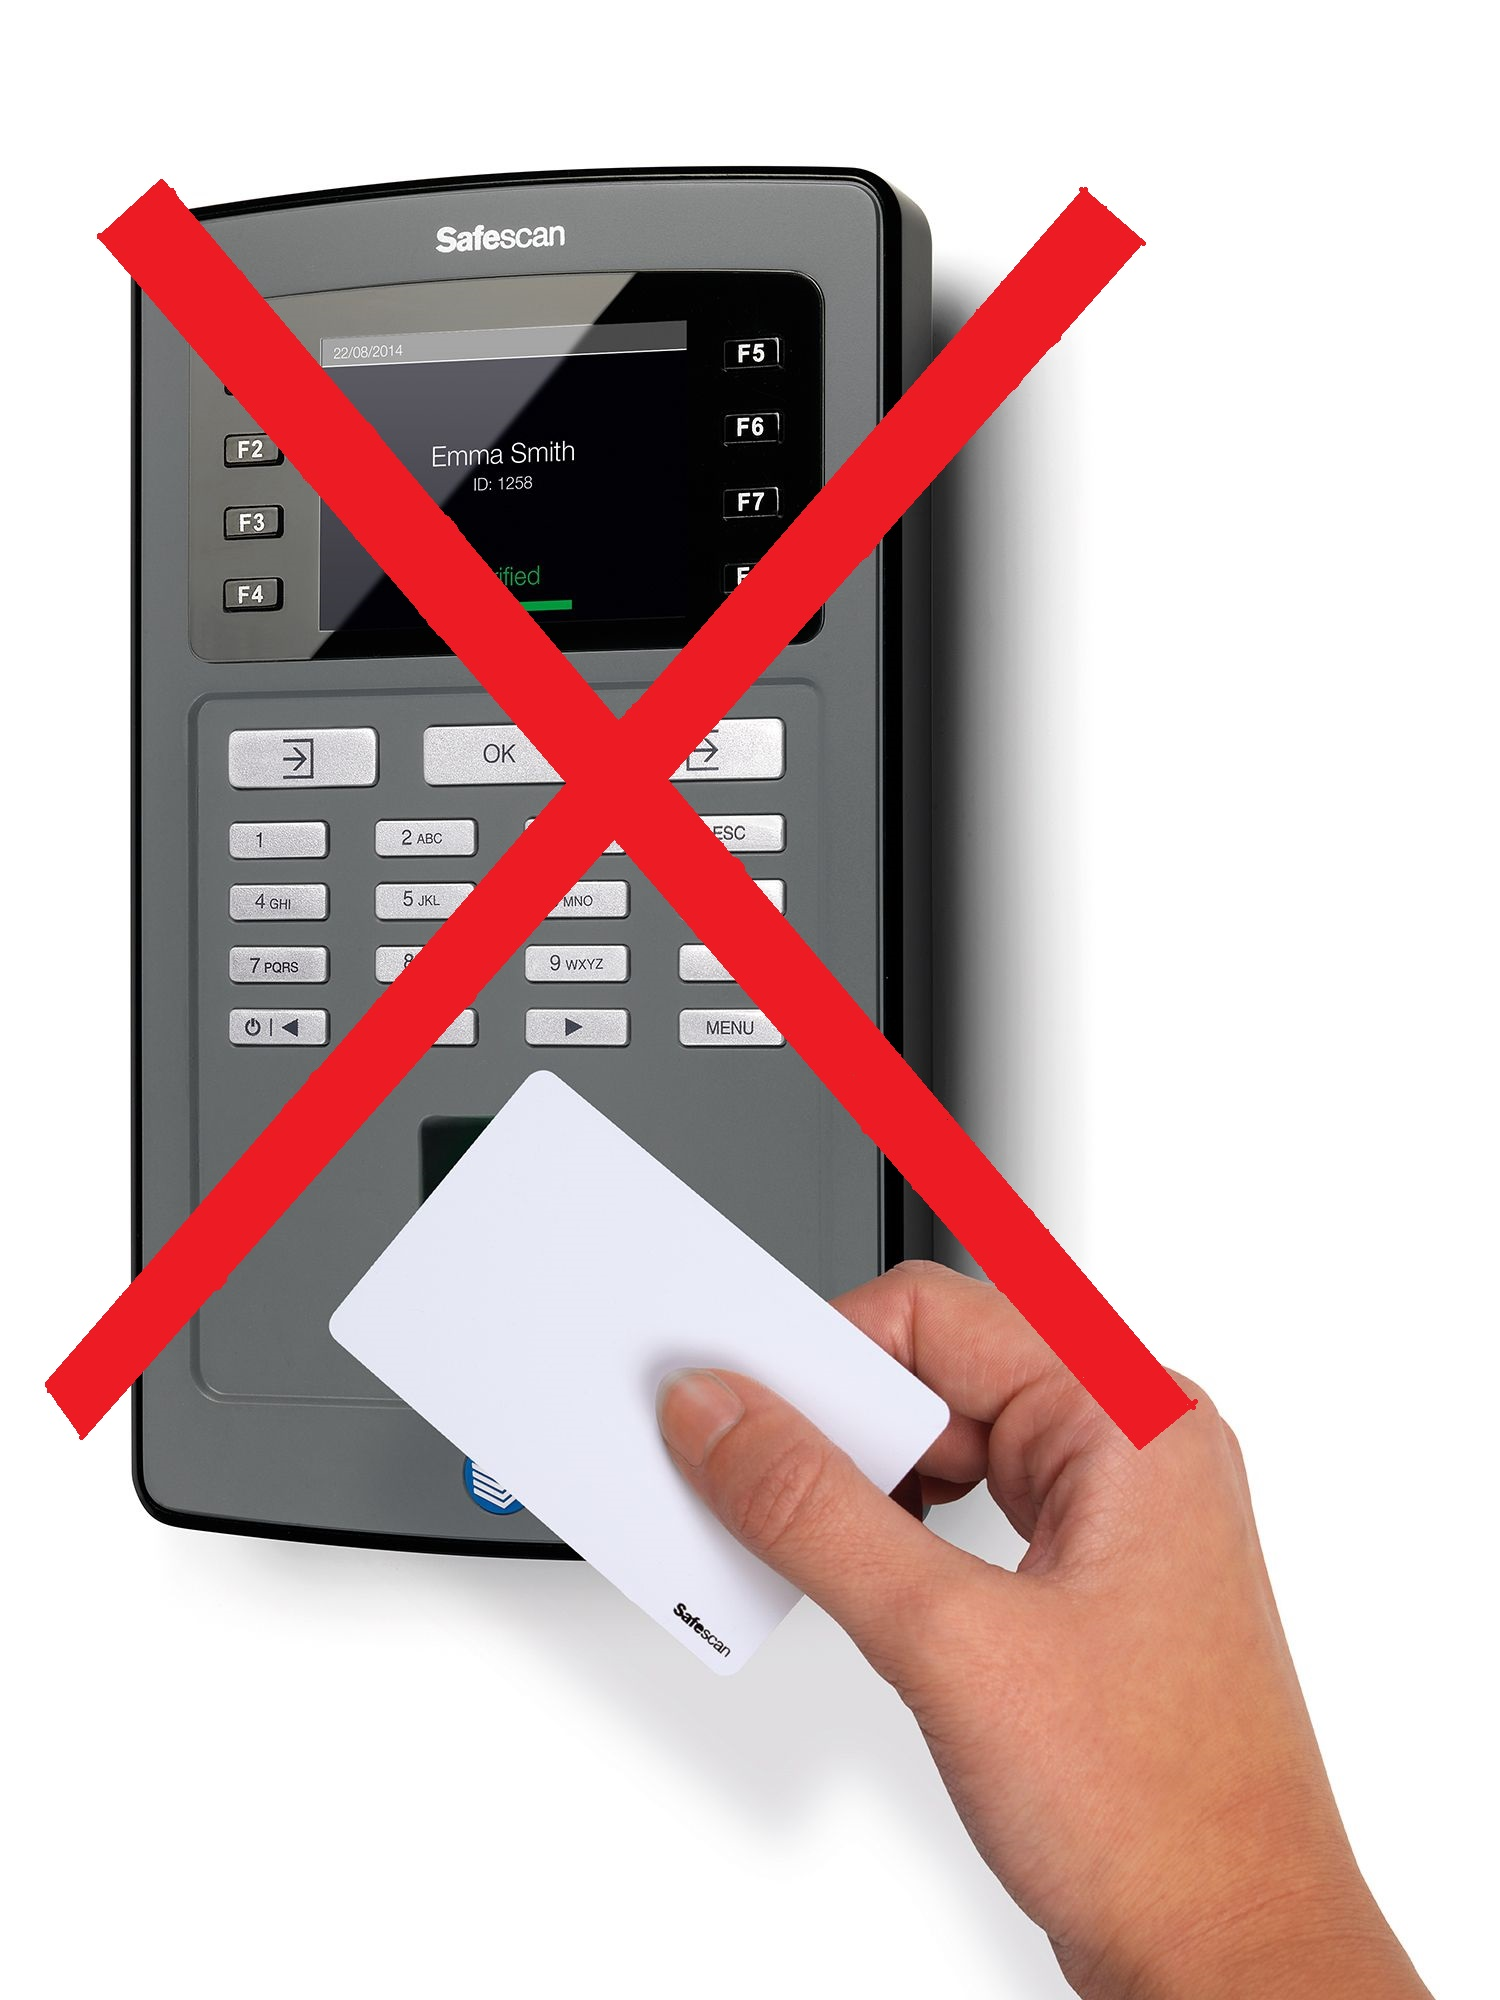 Safescan
22/08/2014
F5
F2
Emma Smith
F6
ID: 1258
F3
F7
F4
OK
1
2 ABC
ESC
4 GHI
5 JKL
MNO
7 PQRS
8
9 WXYZ
MENU
Safescan